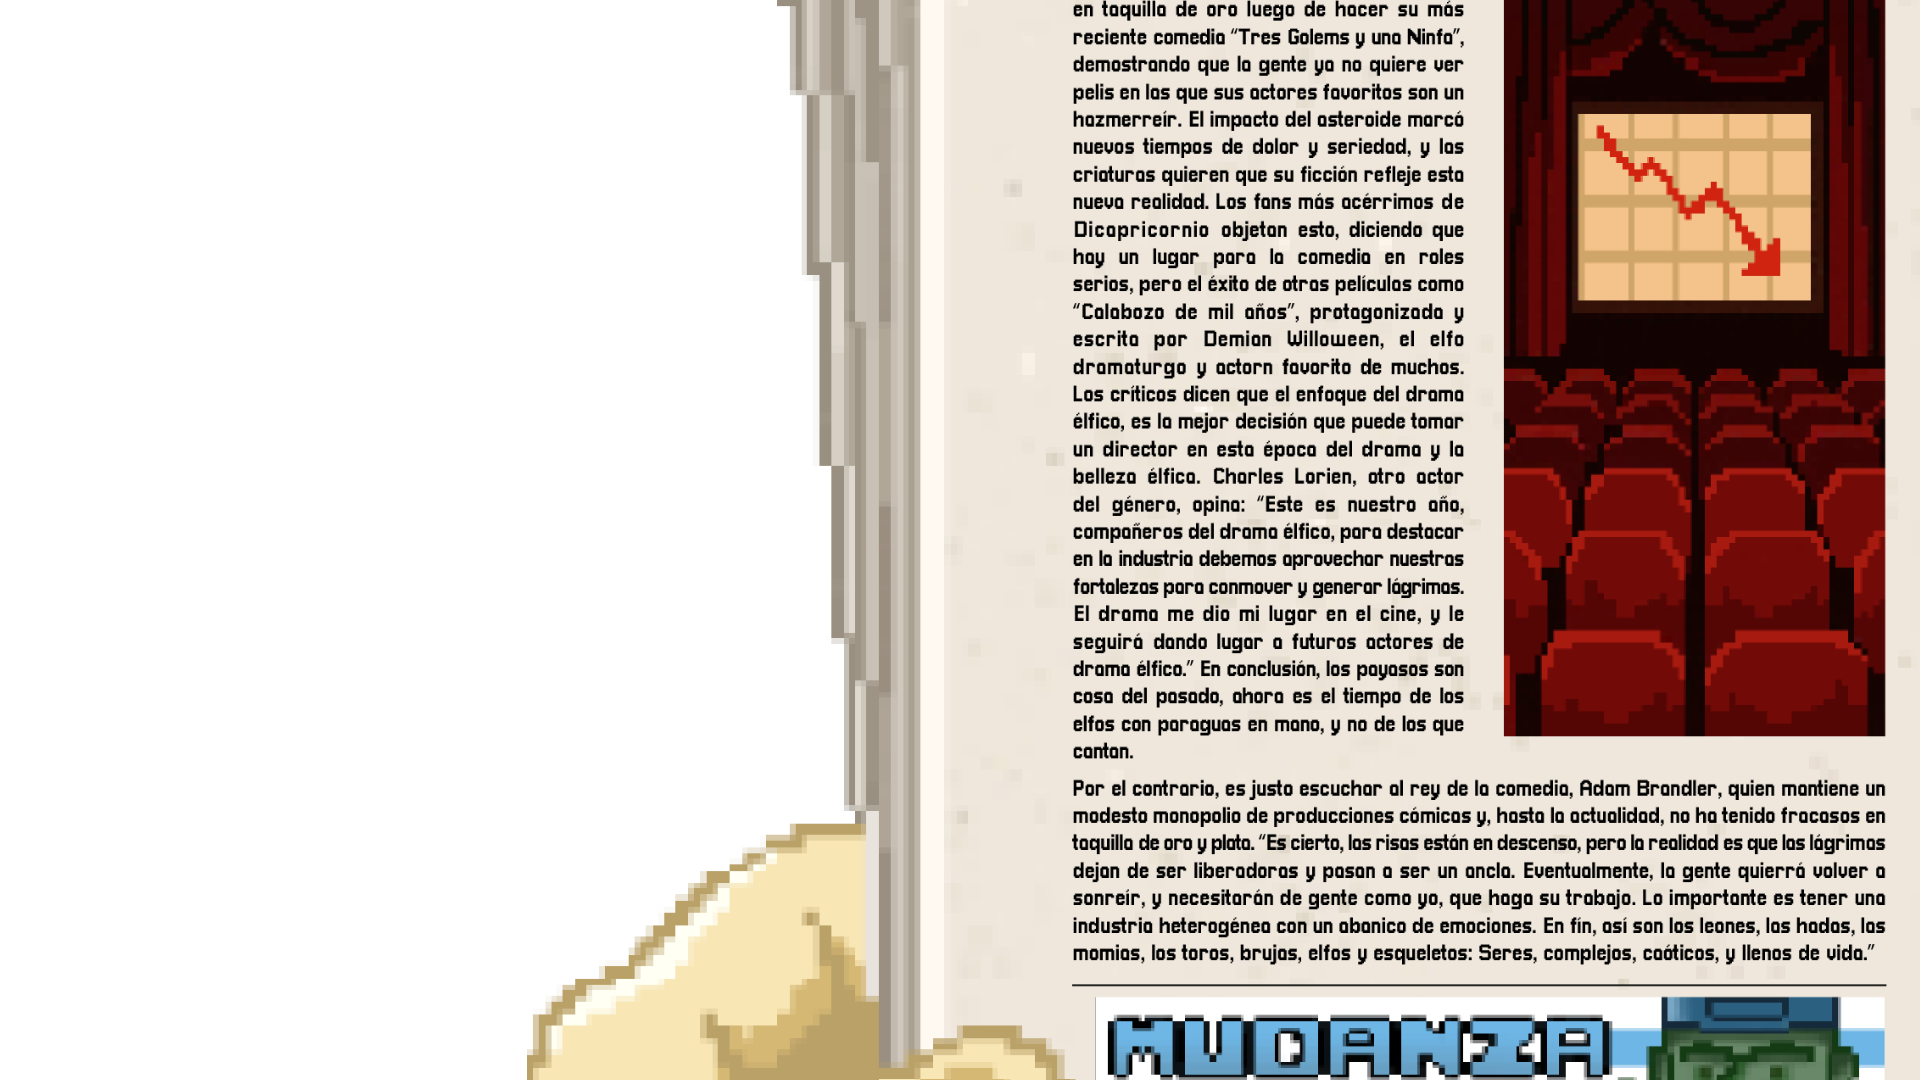 en taquilla de oro luego de hacer su más
reciente comedia "Tres Golems y una Ninfa",
demostrando que la gente ya no quiere ver
pelis en las que sus actores favoritos son un
hazmerreír. El impacto del asteroide marcó
nuevos tiempos de dolor y seriedad, y las
criaturas quieren que su ficción refleje esta
nueva realidad. Los fans más acérrimos de
Dicapricornio objetan esto, diciendo que
hay un lugar para la comedia en roles
serios, pero el éxito de otras películas como
"Calabozo de mil años", protagonizada y
escrita por Demian Willoween, el elfo
dramaturgo y actorn favorito de muchos.
Los críticos dicen que el enfoque del drama
élfico, es la mejor decisión que puede tomar
un director en esta época del drama y la
belleza élfica. Charles Lorien, otro actor
del género, opina: "Este es nuestro año,
compañeros del drama élfico, para destacar
en la industria debemos aprovechar nuestras
fortalezas para conmover y generar lágrimas.
El drama me dio mi lugar en el cine, y le
seguirá dando lugar a futuros actores de
drama élfico." En conclusión, los payasos son
cosa del pasado, ahora es el tiempo de los
elfos con paraguas en mano, y no de los que
cantan.
Por el contrario, es justo escuchar al rey de la comedia, Adam Brandler, quien mantiene un
modesto monopolio de producciones cómicas y, hasta la actualidad, no ha tenido fracasos en
taquilla de oro y plata. "Es cierto, las risas están en descenso, pero la realidad es que las lágrimas
dejan de ser liberadoras y pasan a ser un ancla. Eventualmente, la gente querrá volver a
sonreír, y necesitarán de gente como yo, que haga su trabajo. Lo importante es tener una
industria heterogénea con un abanico de emociones. En fín, así son los leones, las hadas, las
momias, los toros, brujas, elfos y esqueletos: Seres, complejos, caóticos, y llenos de vida."
MUDANZA